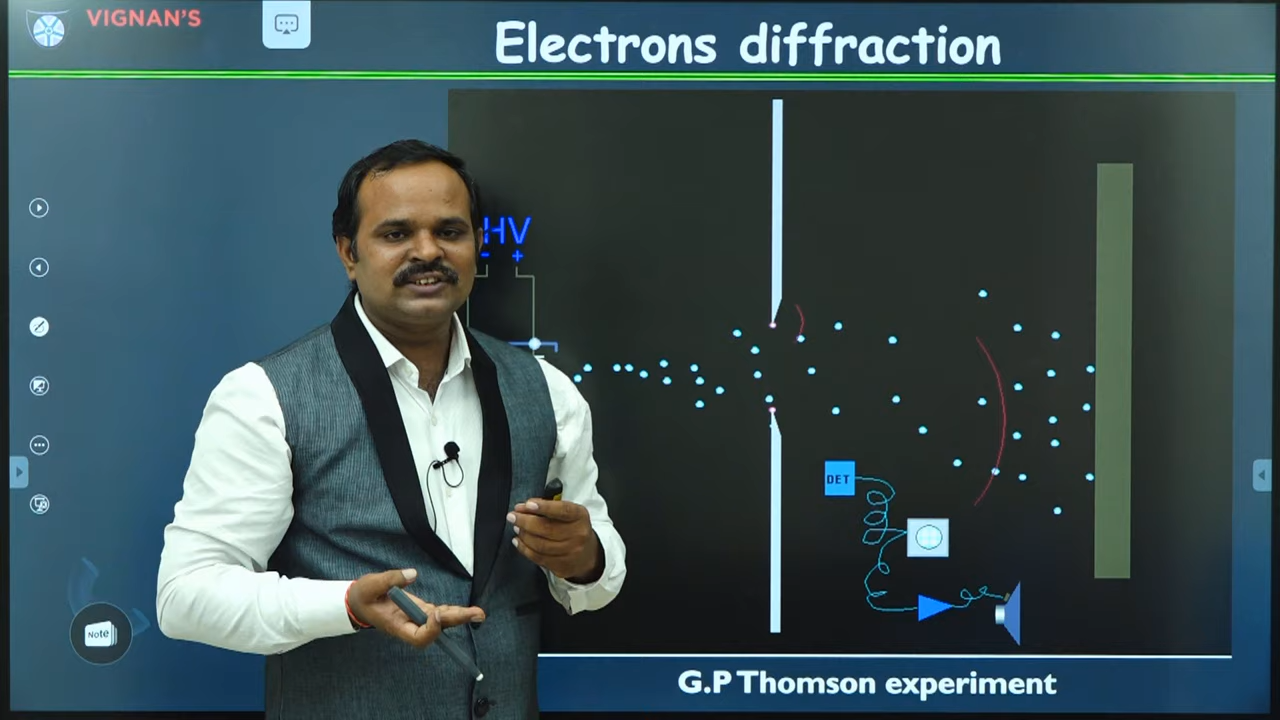 VIGNAN'S
Electrons diffraction
HV
- +
DET
Note
G.P Thomson experiment